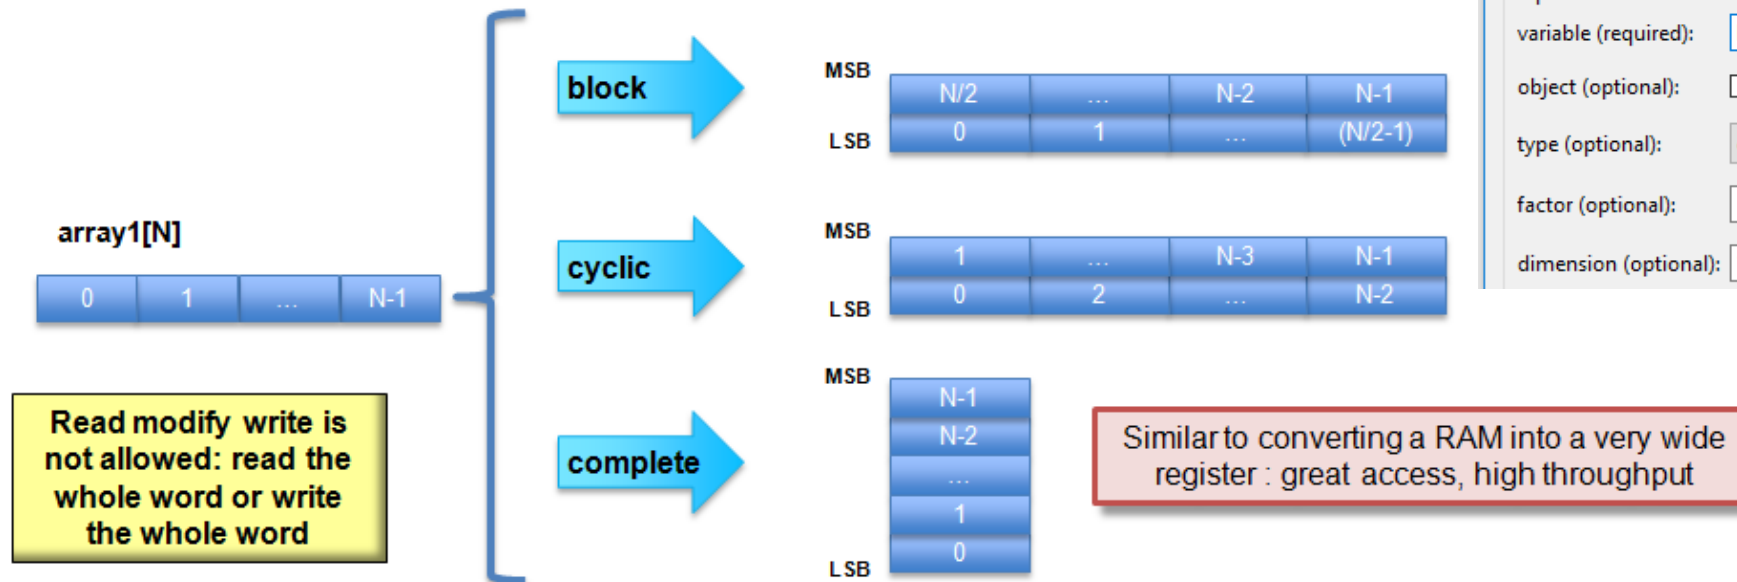 array1[N]
0 1 ... N-1
Read modify write is
not allowed: read the
whole word or write
the whole word
block
MSB
N/2 ... N-2 N-1
LSB
0 1 ... (N/2-1)
cyclic
MSB
1 ... N-3 N-1
LSB
0 2 ... N-2
complete
MSB
N-1
N-2
...
1
0
LSB
Similar to converting a RAM into a very wide
register : great access, high throughput
variable (required):
object (optional):
type (optional):
factor (optional):
dimension (optional):